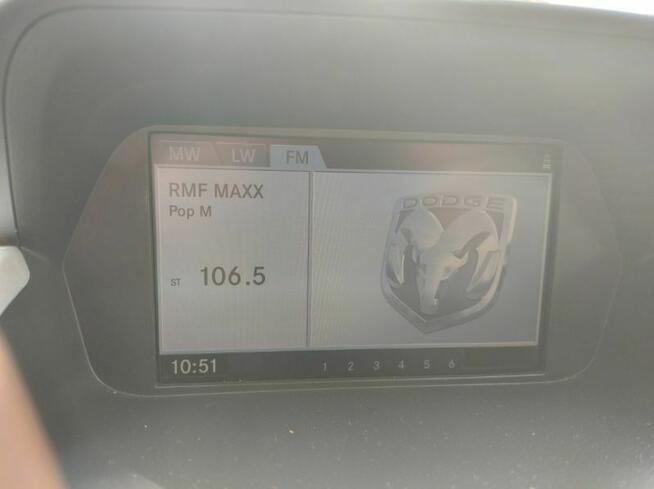 MW LW FM
RMF MAXX
Pop M
DODGE
ST 106.5
10:51 1 2 3 4 5 6